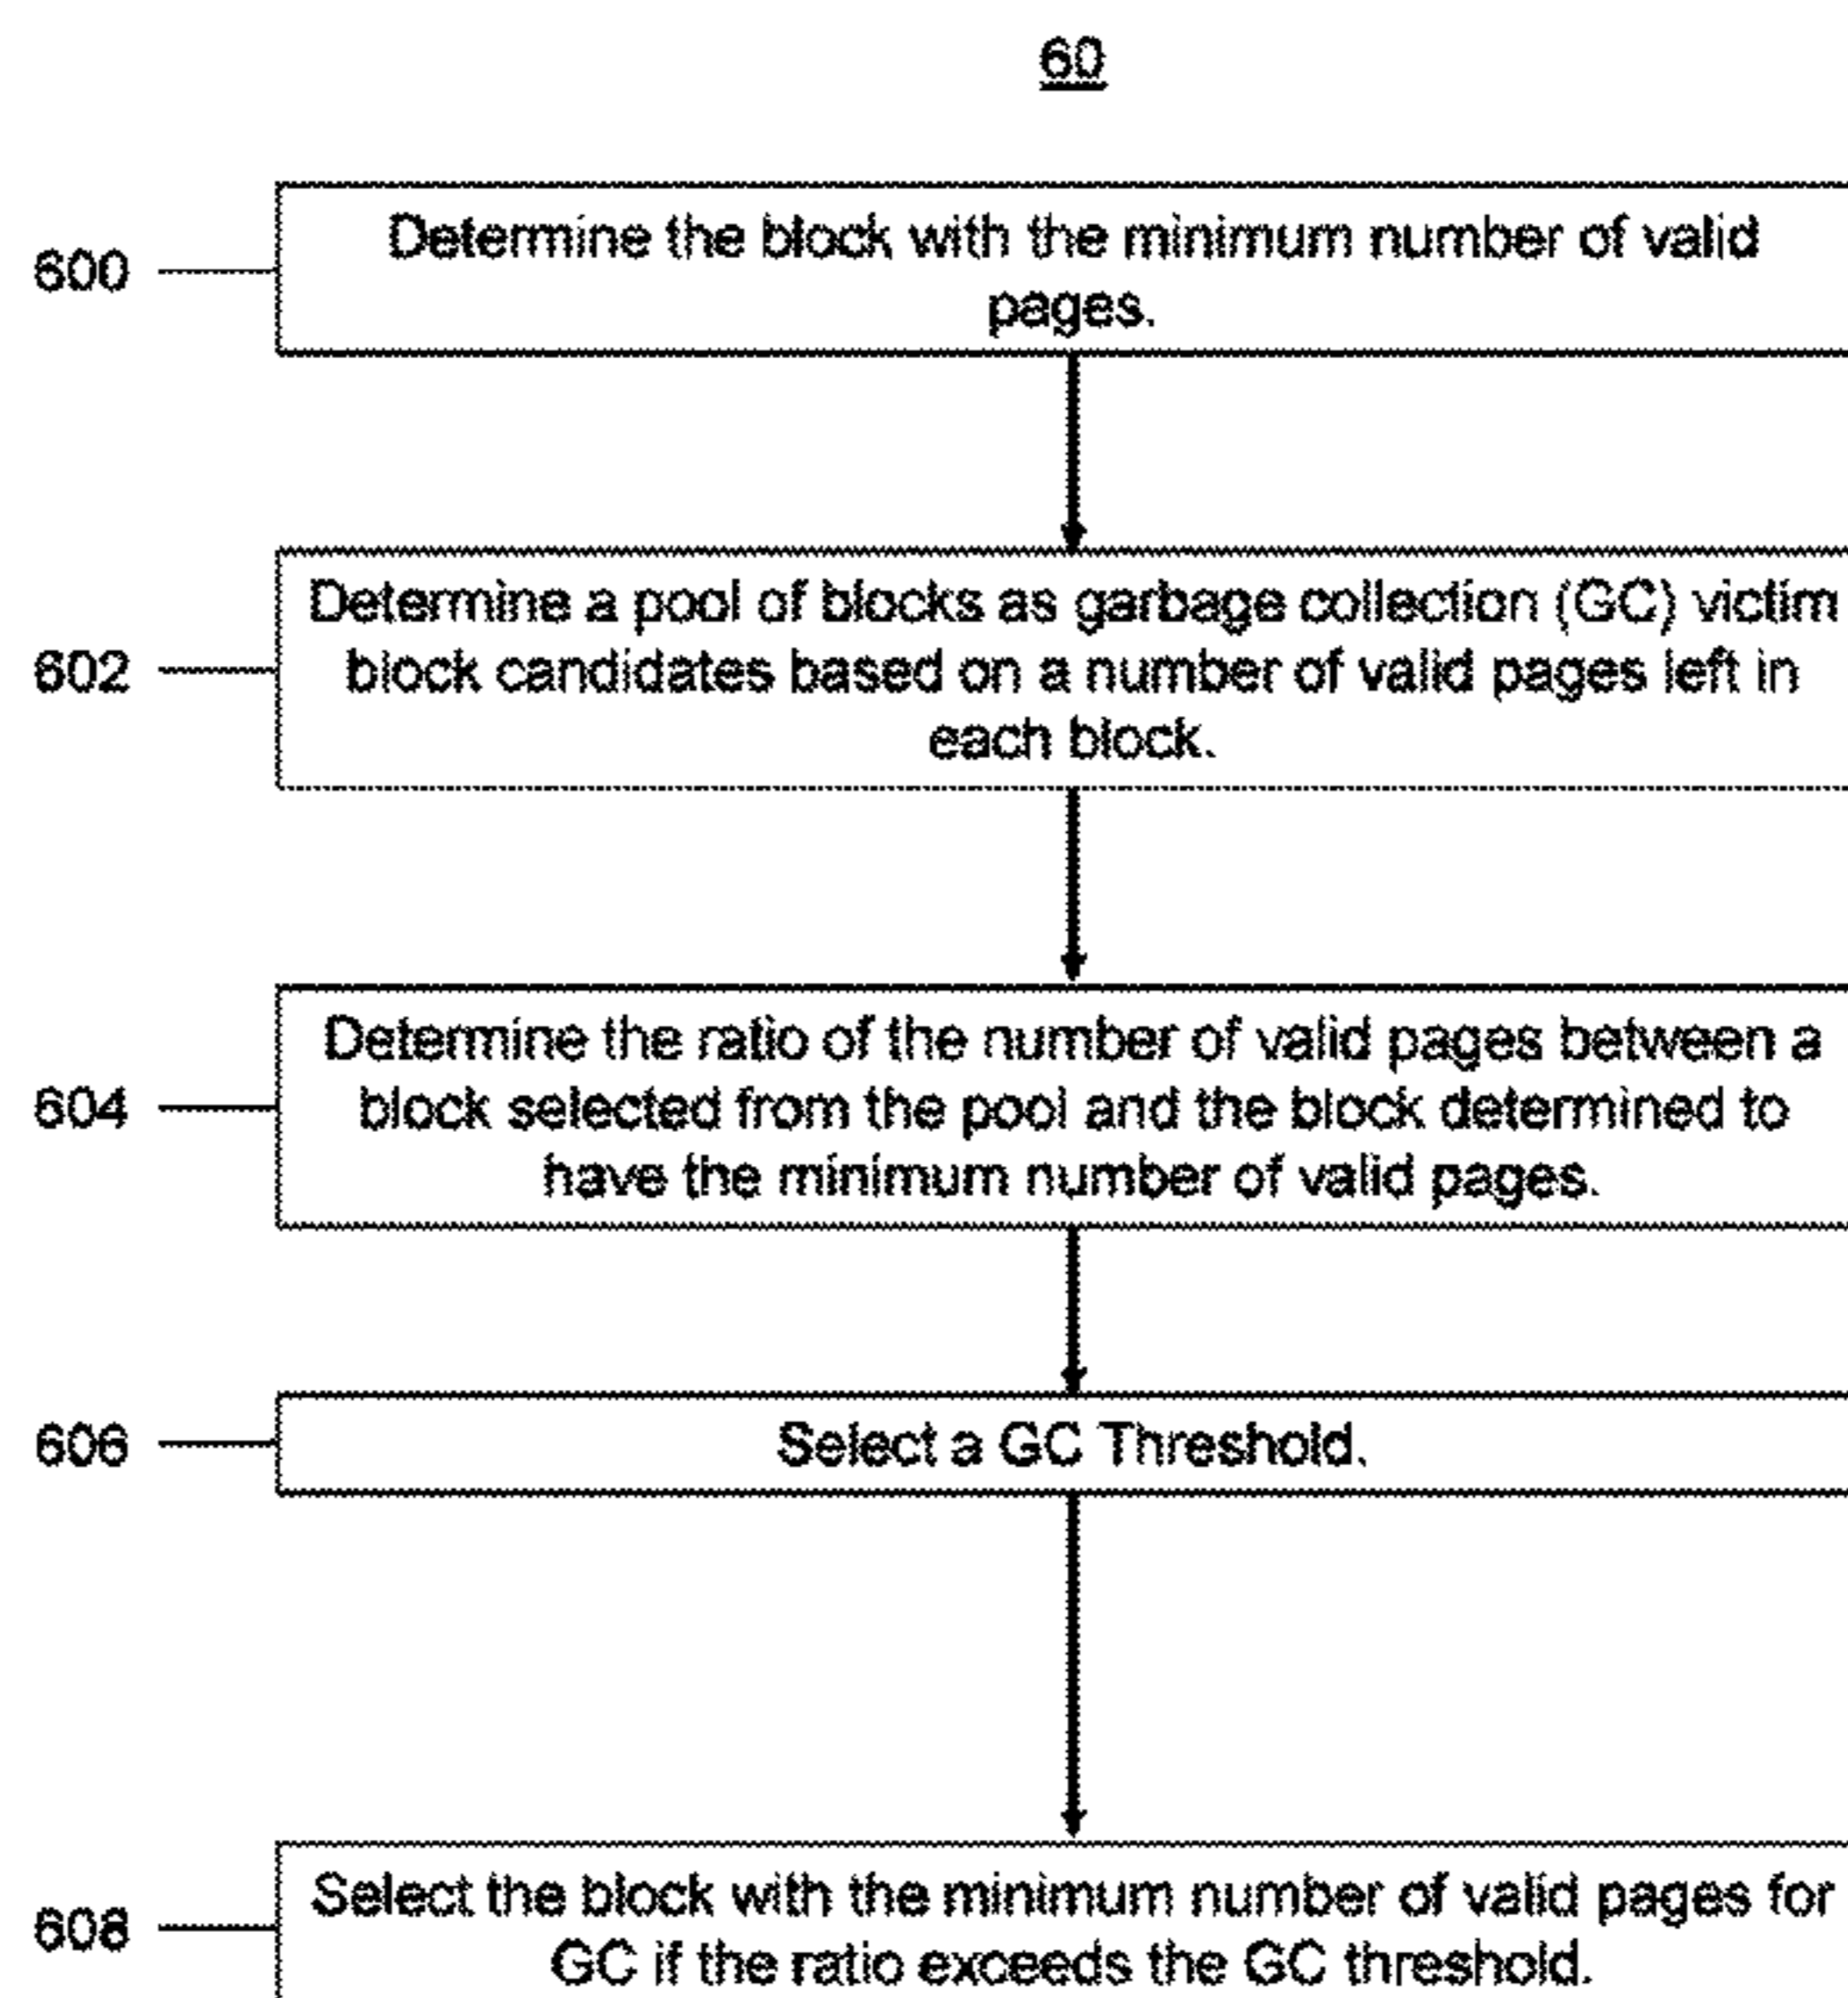 60
600
Determine the block with the minimum number of valid
pages.
602
Determine a pool of blocks as garbage collection (GC) victim
block candidates based on a number of valid pages left in
each block.
604
Determine the ratio of the number of valid pages between a
block selected from the pool and the block determined to
have the minimum number of valid pages.
606
Select a GC Threshold.
608
Select the block with the minimum number of valid pages for
GC if the ratio exceeds the GC threshold.